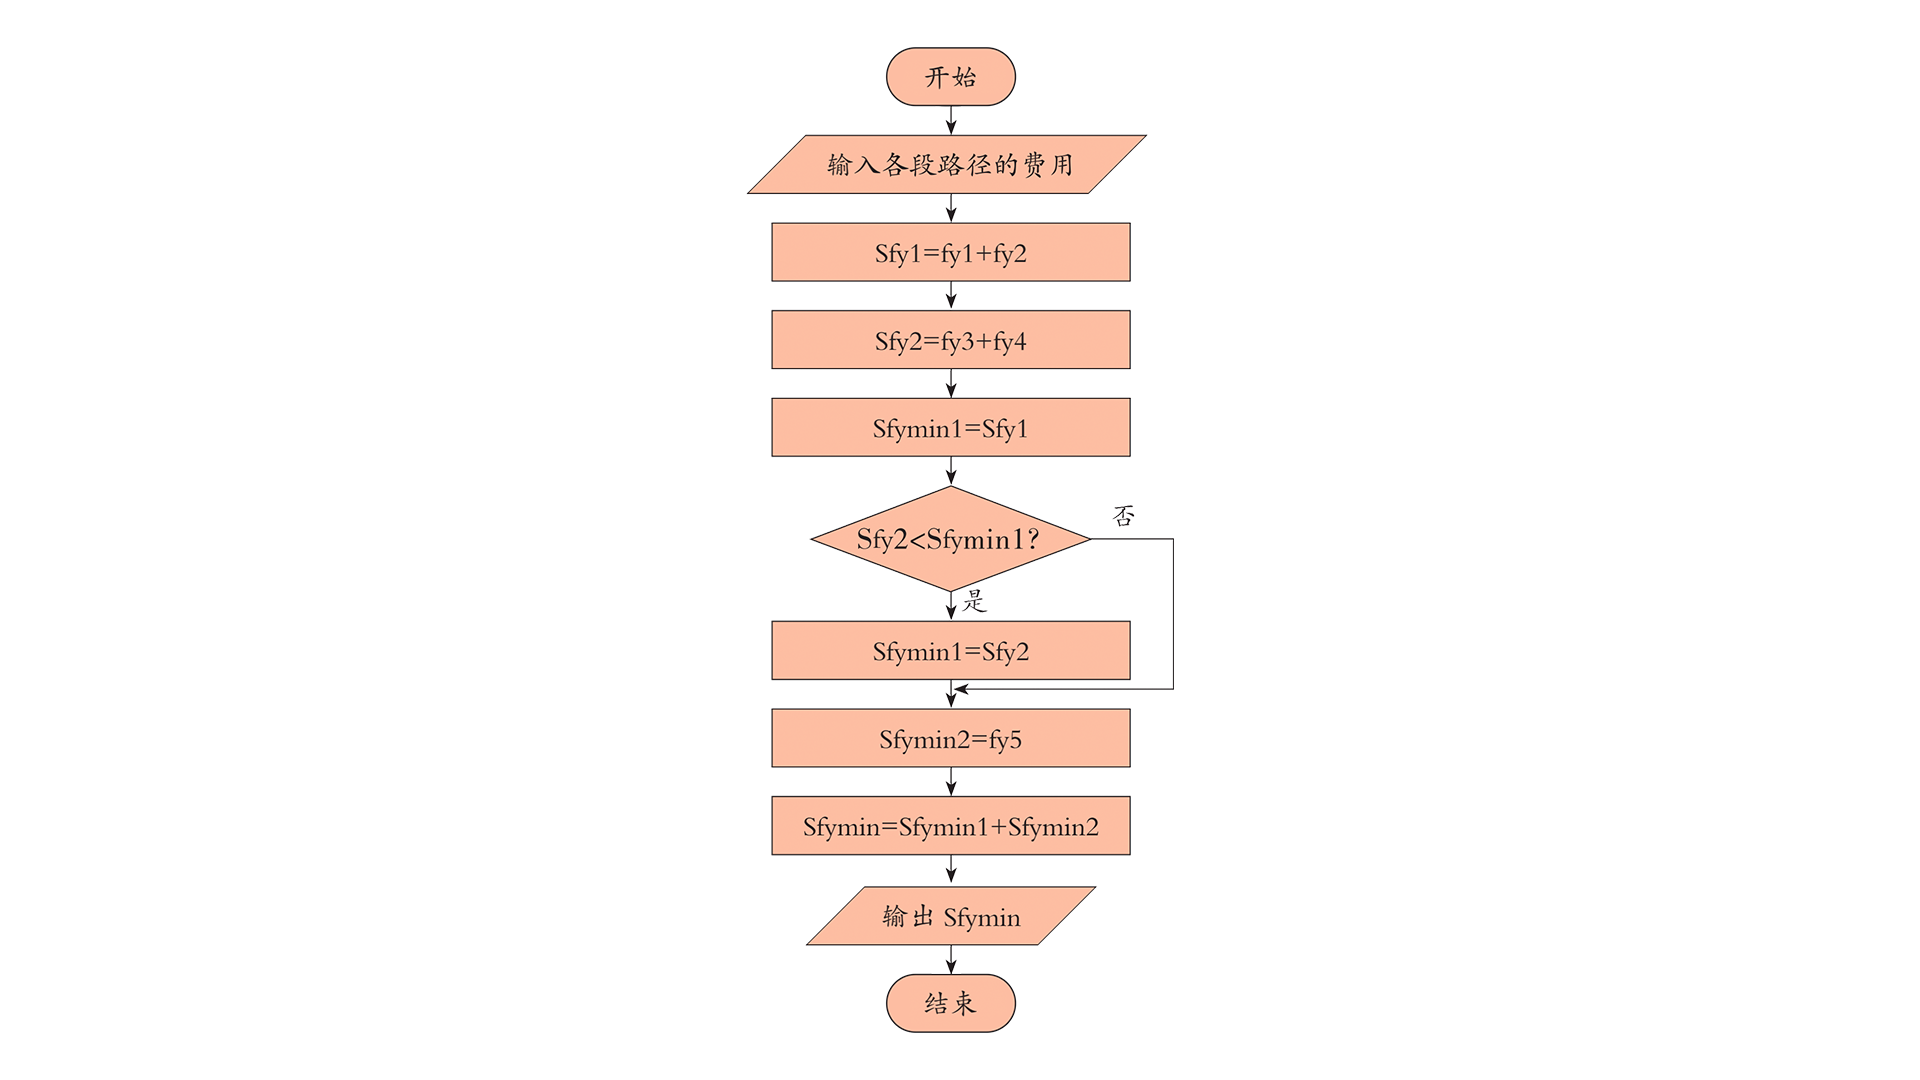 开始
输入各段路径的费用
Sfy1=fy1+fy2
Sfy2=fy3+fy4
Sfymin1=Sfy1
Sfy2<Sfymin1?
否
是
Sfymin1=Sfy2
Sfymin2=fy5
Sfymin=Sfymin1+Sfymin2
输出 Sfymin
结束